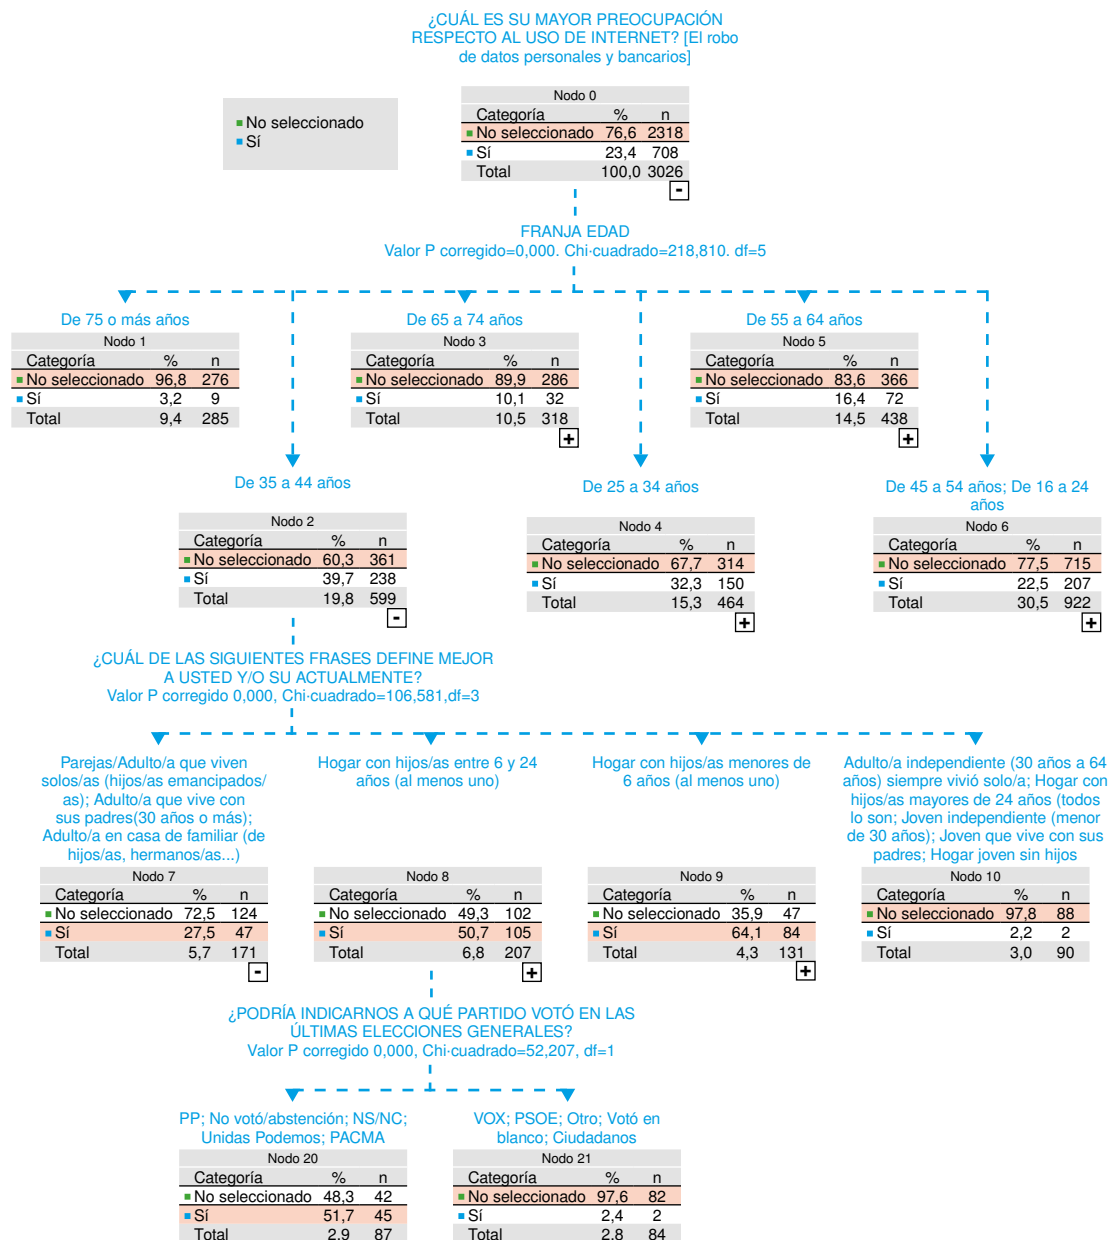 ¿CUÁL ES SU MAYOR PREOCUPACIÓN
RESPECTO AL USO DE INTERNET? [El robo
de datos personales y bancarios]
No seleccionado
Sí
Nodo 0
Categoría % n
No seleccionado 76,6 2318
Sí 23,4 708
Total 100,0 3026
-
FRANJA EDAD
Valor P corregido=0,000. Chi-cuadrado=218,810. df=5
De 75 o más años
Nodo 1
Categoría % n
No seleccionado 96,8 276
Sí 3,2 9
Total 9,4 285
De 65 a 74 años
Nodo 3
Categoría % n
No seleccionado 89,9 286
Sí 10,1 32
Total 10,5 318
+
De 55 a 64 años
Nodo 5
Categoría % n
No seleccionado 83,6 366
Sí 16,4 72
Total 14,5 438
+
De 35 a 44 años
Nodo 2
Categoría % n
No seleccionado 60,3 361
Sí 39,7 238
Total 19,8 599
-
De 25 a 34 años
Nodo 4
Categoría % n
No seleccionado 67,7 314
Sí 32,3 150
Total 15,3 464
+
De 45 a 54 años; De 16 a 24
años
Nodo 6
Categoría % n
No seleccionado 77,5 715
Sí 22,5 207
Total 30,5 922
+
¿CUÁL DE LAS SIGUIENTES FRASES DEFINE MEJOR
A USTED Y/O SU ACTUALMENTE?
Valor P corregido 0,000, Chi-cuadrado=106,581,df=3
Parejas/Adulto/a que viven
solos/as (hijos/as emancipados/
as); Adulto/a que vive con
sus padres(30 años o más);
Adulto/a en casa de familiar (de
hijos/as, hermanos/as...)
Nodo 7
Categoría % n
No seleccionado 72,5 124
Sí 27,5 47
Total 5,7 171
-
Hogar con hijos/as entre 6 y 24
años (al menos uno)
Nodo 8
Categoría % n
No seleccionado 49,3 102
Sí 50,7 105
Total 6,8 207
+
Hogar con hijos/as menores de
6 años (al menos uno)
Nodo 9
Categoría % n
No seleccionado 35,9 47
Sí 64,1 84
Total 4,3 131
+
Adulto/a independiente (30 años a 64
años) siempre vivió solo/a; Hogar con
hijos/as mayores de 24 años (todos
lo son; Joven independiente (menor
de 30 años); Joven que vive con sus
padres; Hogar joven sin hijos
Nodo 10
Categoría % n
No seleccionado 97,8 88
Sí 2,2 2
Total 3,0 90
¿PODRÍA INDICARNOS A QUÉ PARTIDO VOTÓ EN LAS
ÚLTIMAS ELECCIONES GENERALES?
Valor P corregido 0,000, Chi-cuadrado=52,207, df=1
PP; No votó/abstención; NS/NC;
Unidas Podemos; PACMA
Nodo 20
Categoría % n
No seleccionado 48,3 42
Sí 51,7 45
Total 2,9 87
VOX; PSOE; Otro; Votó en
blanco; Ciudadanos
Nodo 21
Categoría % n
No seleccionado 97,6 82
Sí 2,4 2
Total 2,8 84